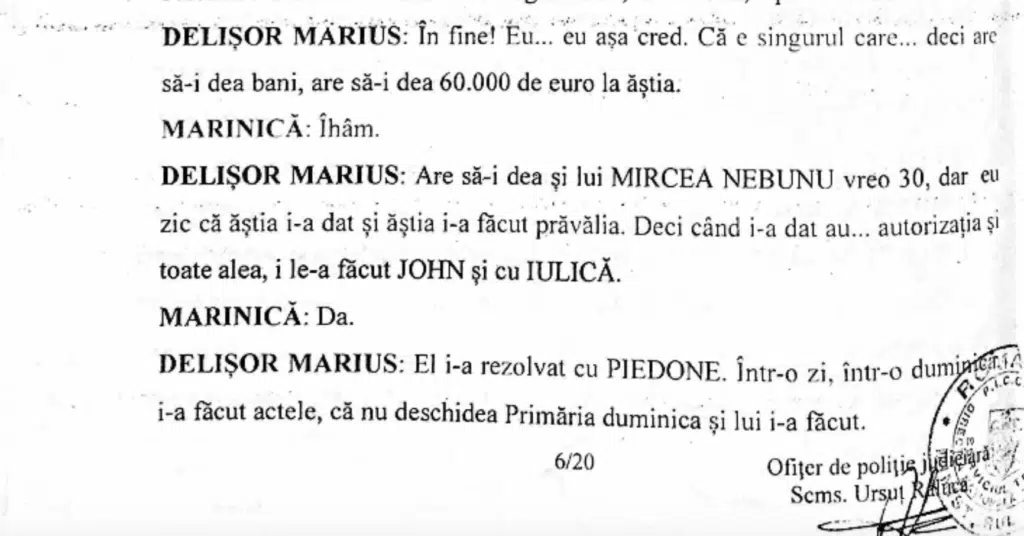 DELIȘOR MARIUS: În fine! Eu... eu așa cred. Că e singurul care... deci are
să-i dea bani, are să-i dea 60.000 de euro la ăștia.
MARINICĂ: Îhâm.
DELIȘOR MARIUS: Are să-i dea și lui MIRCEA NEBUNU vreo 30, dar eu
zic că ăștia i-a dat și ăștia i-a făcut prăvălia. Deci când i-a dat au... autorizația și
toate alea, i le-a făcut JOHN și cu IULICĂ.
MARINICĂ: Da.
DELIȘOR MARIUS: El i-a rezolvat cu PIEDONE. Într-o zi, într-o duminică
i-a făcut actele, că nu deschidea Primăria duminica și lui i-a făcut.
6/20
Ofițer de poliție judiciară
Scms. Ursuț Raluca